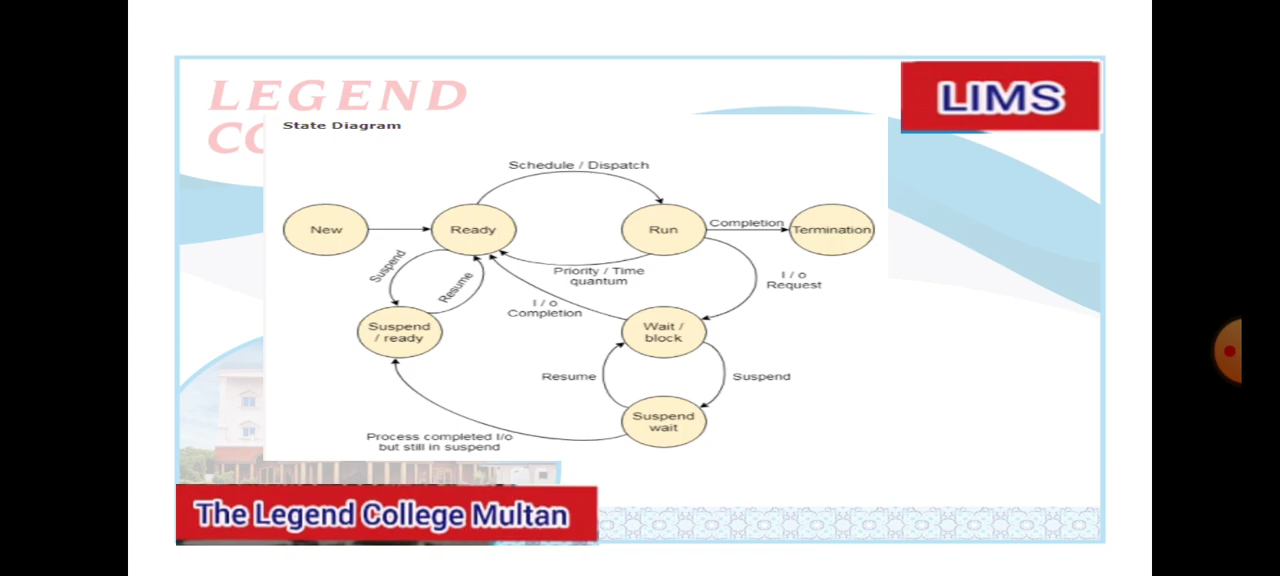 LEGEND
LIMS
State Diagram
Schedule / Dispatch
New
Ready
Run
Completion
Termination
Suspend
Resume
Priority / Time
quantum
I / o
Request
I / o
Completion
Suspend
/ ready
Wait /
block
Resume
Suspend
Suspend
wait
Process completed I/o
but still in suspend
The Legend College Multan